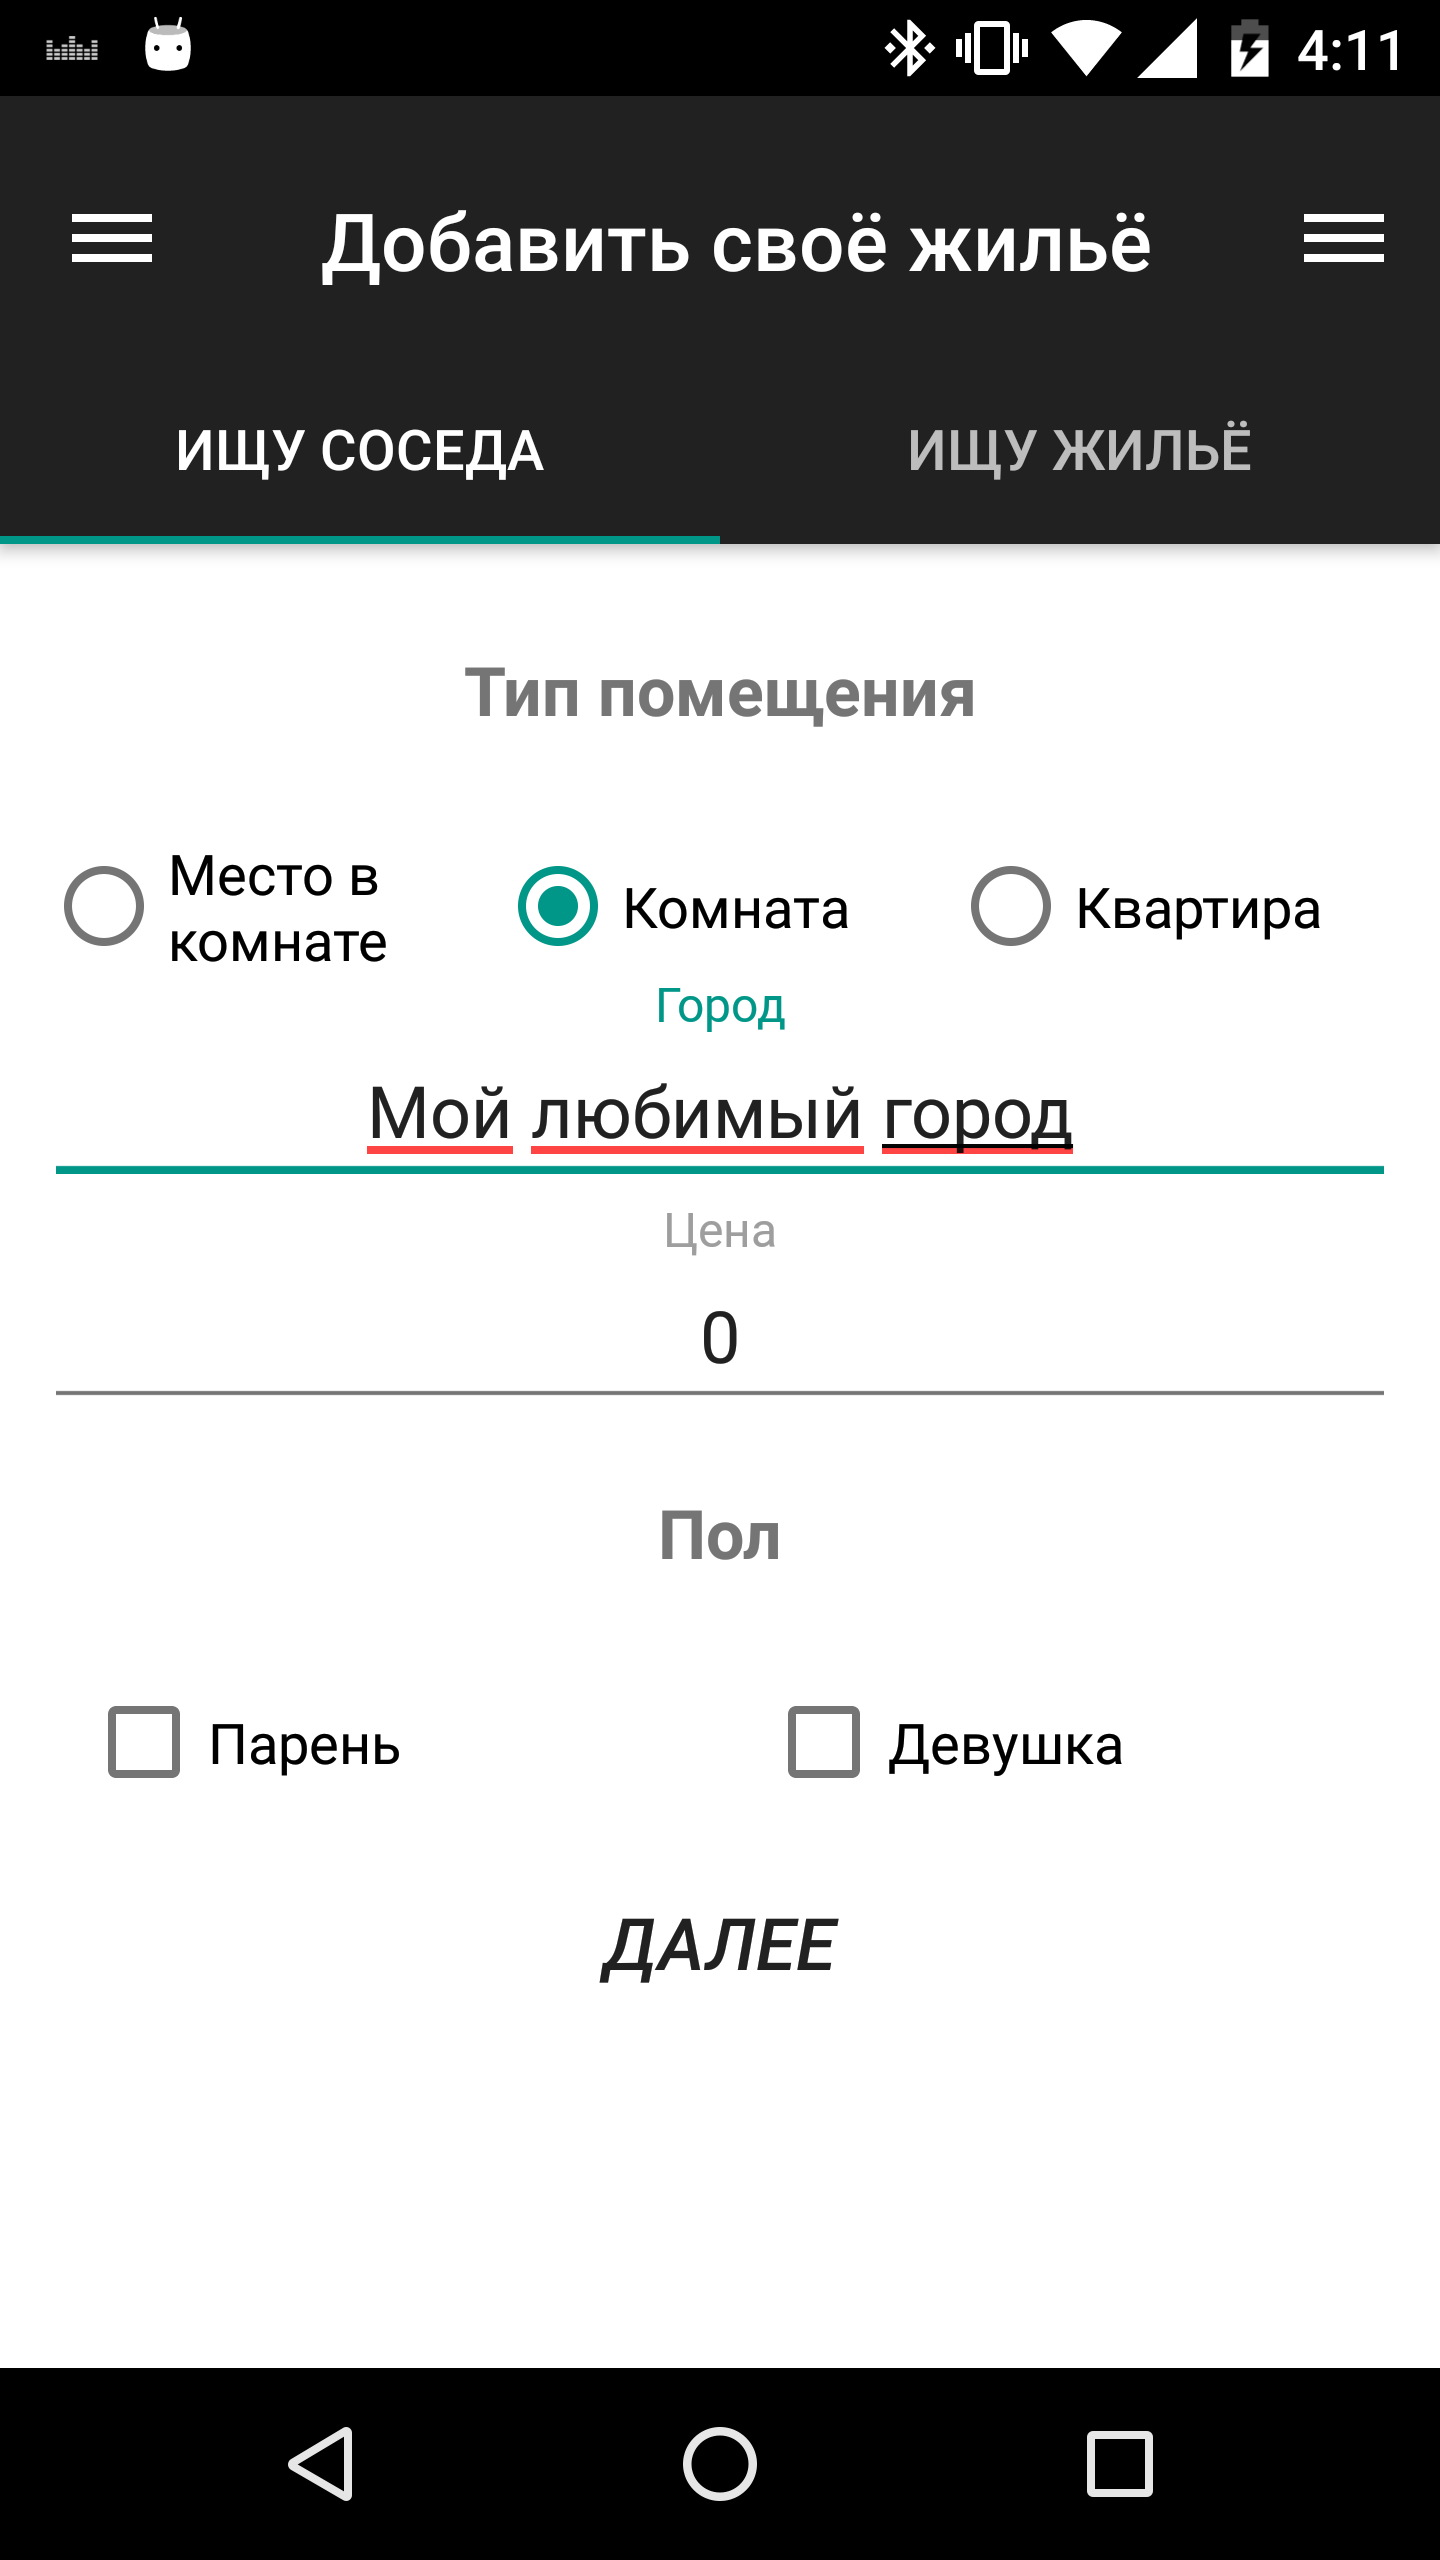 4:11
Добавить своё жильё
ИЩУ СОСЕДА
ИЩУ ЖИЛЬЁ
Тип помещения
Место в
комнате
Комната
Квартира
Город
Мой любимый город
Цена
0
Пол
Парень
Девушка
ДАЛЕЕ